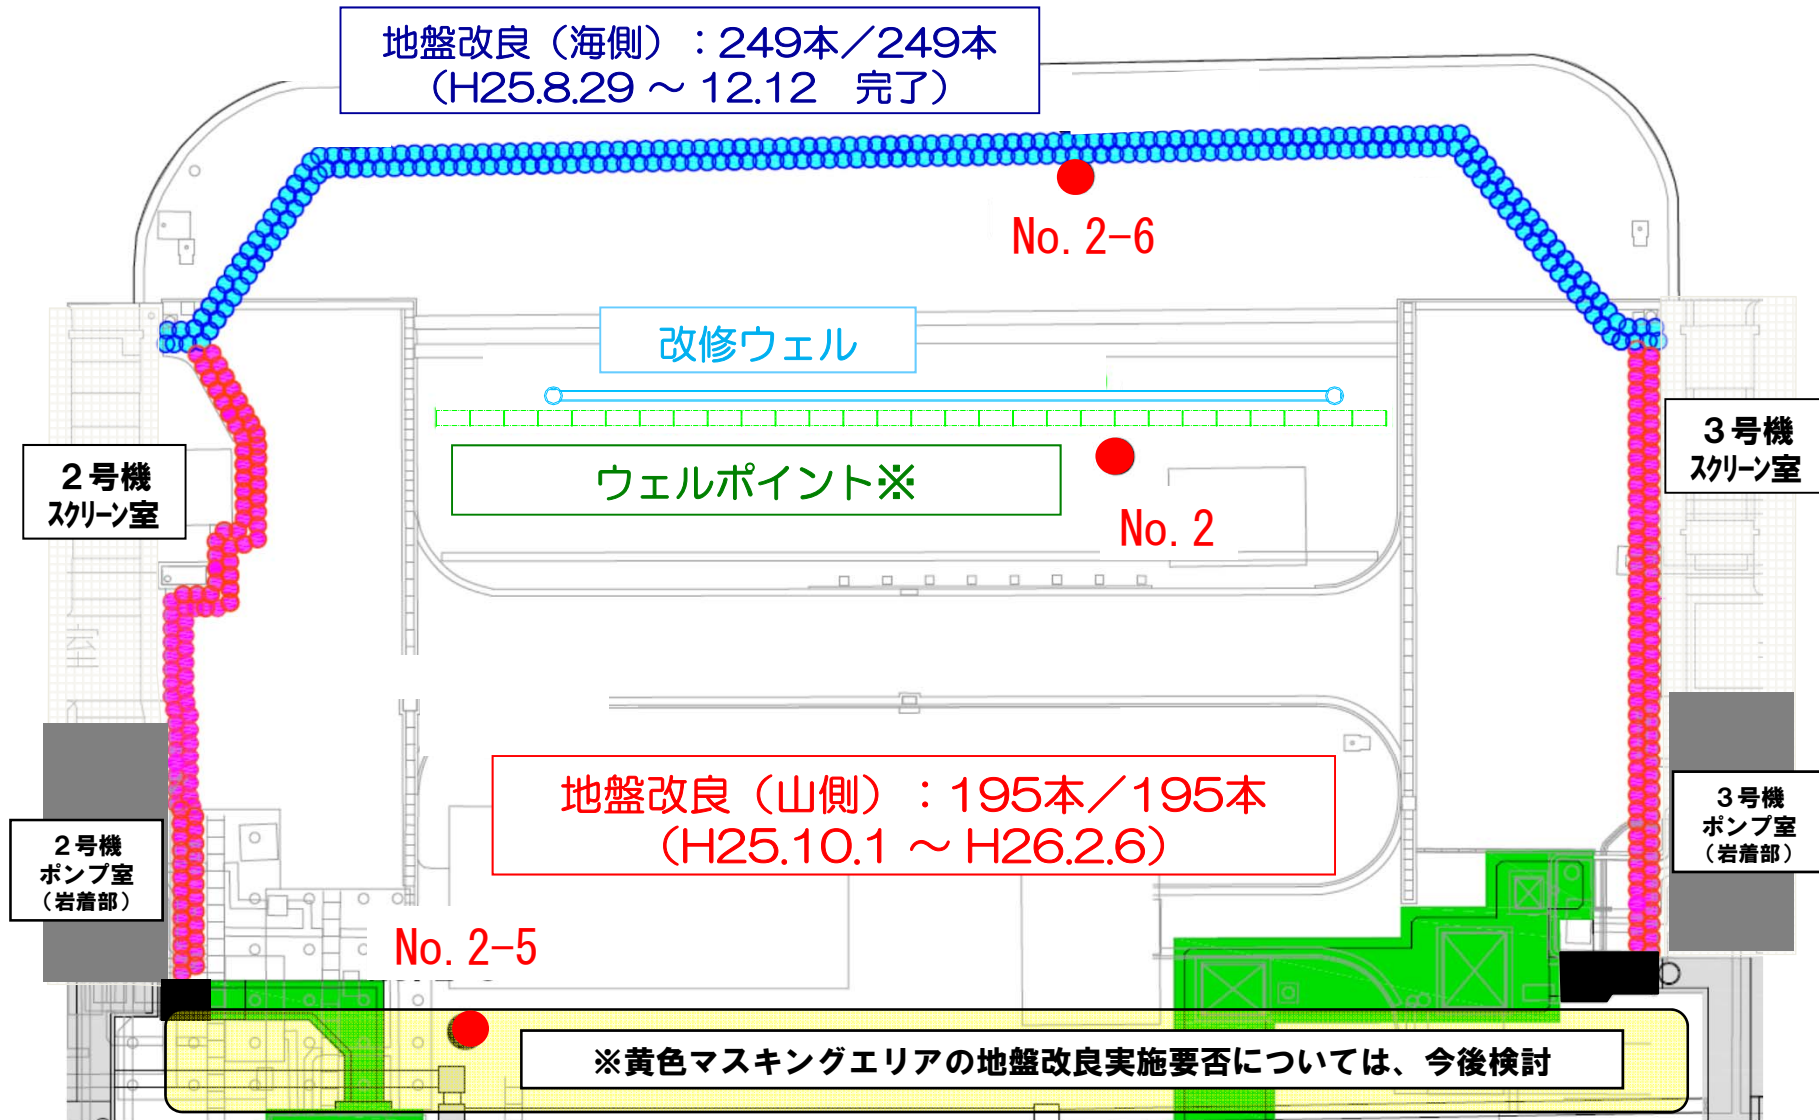 地盤改良（海側）：249本／249本
（H25.8.29 ～ 12.12　完了）
No. 2-6
改修ウェル
２号機
スクリーン室
ウェルポイント※
３号機
スクリーン室
No. 2
室
地盤改良（山側）：195本／195本
（H25.10.1 ～ H26.2.6）
２号機
ポンプ室
（岩着部）
３号機
ポンプ室
（岩着部）
No. 2-5
※黄色マスキングエリアの地盤改良実施要否については、今後検討